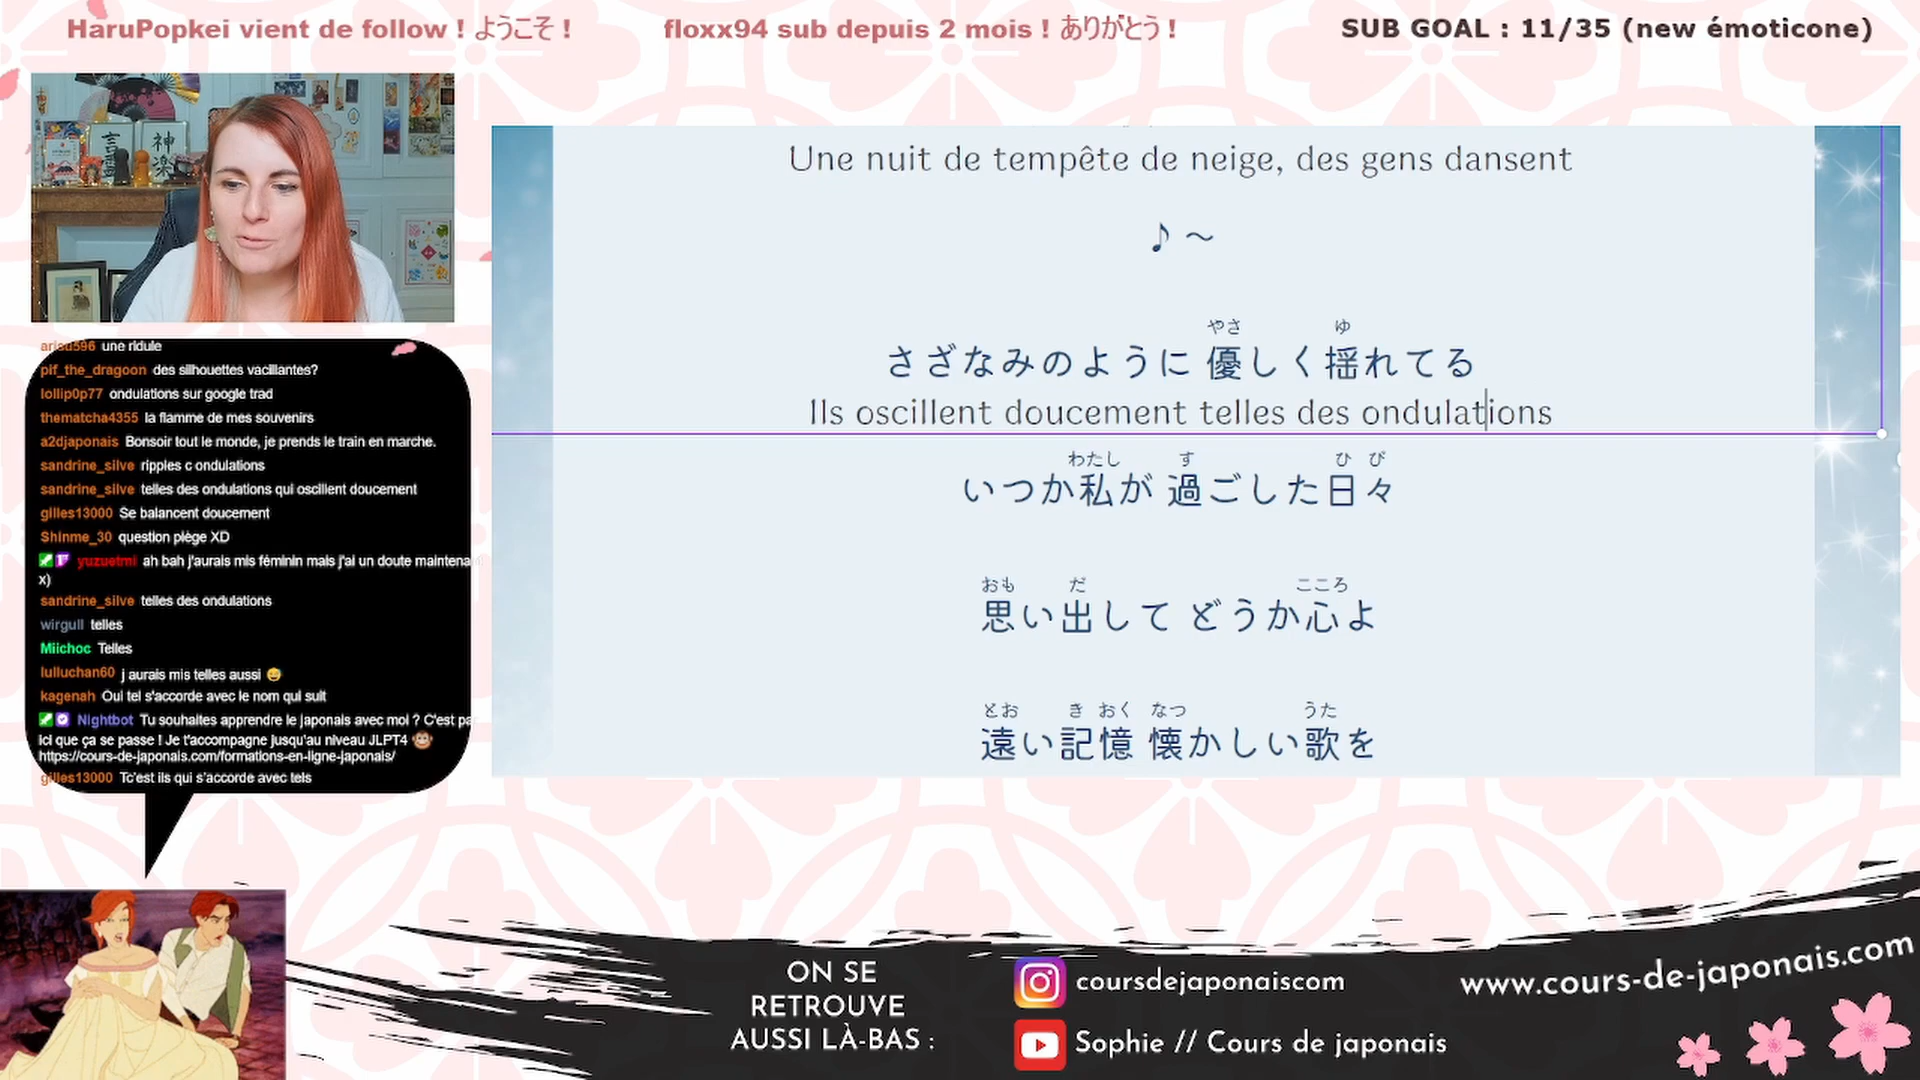 HaruPopkei vient de follow ! ようこそ !
floxx94 sub depuis 2 mois ! ありがとう !
SUB GOAL : 11/35 (new émoticone)
言霊
神楽
arisu596 une ridule
pif_the_dragoon des silhouettes vacillantes?
lollip0p77 ondulations sur google trad
thematcha4355 la flamme de mes souvenirs
a2djaponais Bonsoir tout le monde, je prends le train en marche.
sandrine_silve ripples c ondulations
sandrine_silve telles des ondulations qui oscillent doucement
gilles13000 Se balancent doucement
Shinme_30 question piège XD
yuzuetmi ah bah j'aurais mis féminin mais j'ai un doute maintenant
x)
sandrine_silve telles des ondulations
wirgull telles
Miichoc Telles
lulluchan60 j aurais mis telles aussi 😅
kagenah Oui tel s'accorde avec le nom qui suit
Nightbot Tu souhaites apprendre le japonais avec moi ? C'est pa
ici que ça se passe ! Je t'accompagne jusqu'au niveau JLPT4 🐵
https://cours-de-japonais.com/formations-en-ligne-japonais/
gilles13000 Tc'est ils qui s'accorde avec tels
Une nuit de tempête de neige, des gens dansent
♪ ～
やさ ゆ
さざなみのように 優しく揺れてる
Ils oscillent doucement telles des ondulations
わたし す ひ び
いつか私が 過ごした日々
おも だ こころ
思い出して どうか心よ
とお き おく なつ うた
遠い記憶 懐かしい歌を
ON SE
RETROUVE
AUSSI LÀ-BAS :
coursdejaponaiscom
Sophie // Cours de japonais
www.cours-de-japonais.com